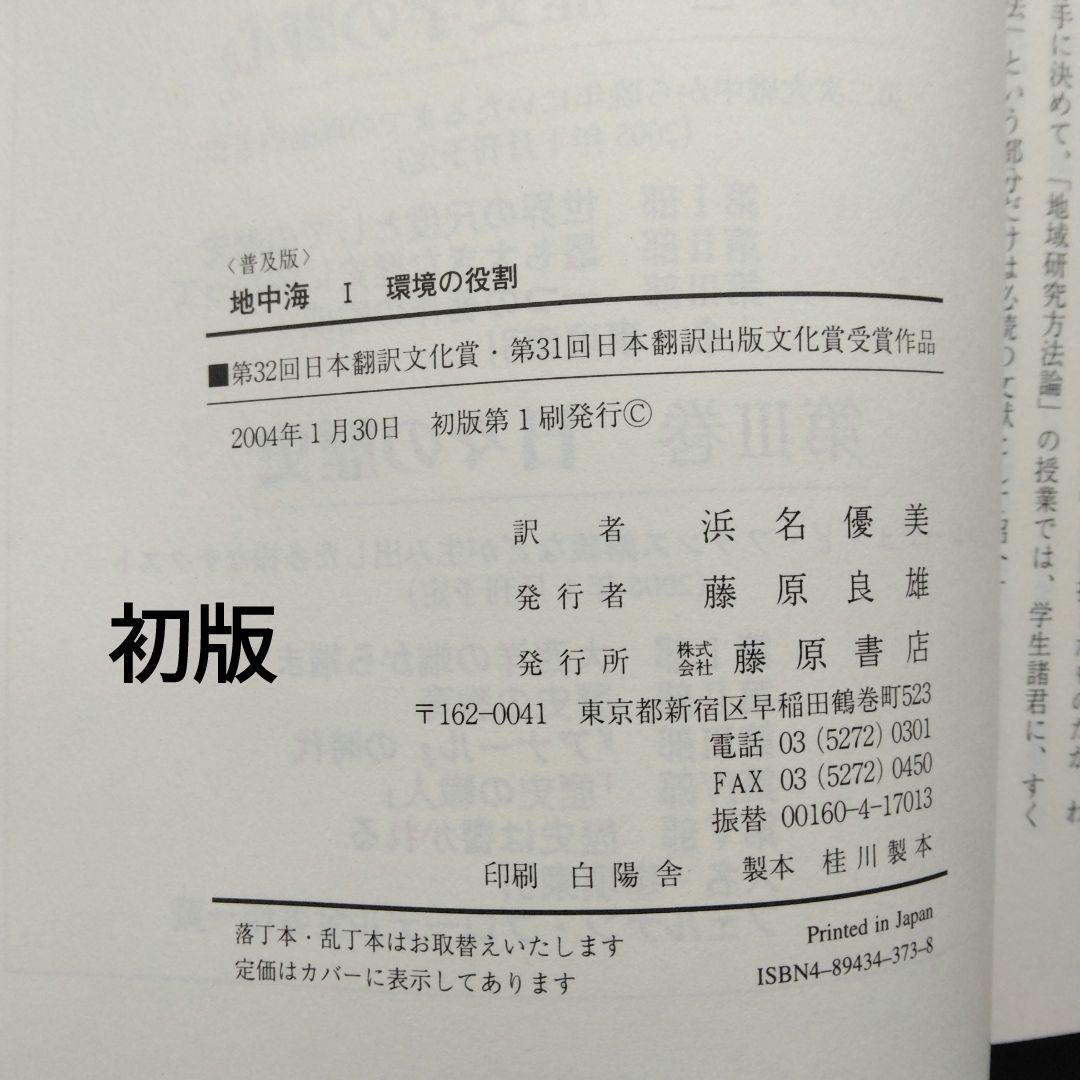 〈普及版〉
地中海 I 環境の役割
■第32回日本翻訳文化賞・第31回日本翻訳出版文化賞受賞作品
2004年1月30日 初版第1刷発行©
訳者 浜名優美
発行者 藤原良雄
発行所 株式会社 藤原書店
〒162-0041 東京都新宿区早稲田鶴巻町523
電話 03 (5272) 0301
FAX 03 (5272) 0450
振替 00160-4-17013
印刷 白陽舎 製本 桂川製本
落丁本・乱丁本はお取替えいたします
定価はカバーに表示してあります
Printed in Japan
ISBN4-89434-373-8
初版
手に決めて、「地域研究方法論」の授業では、学生諸君に、すく